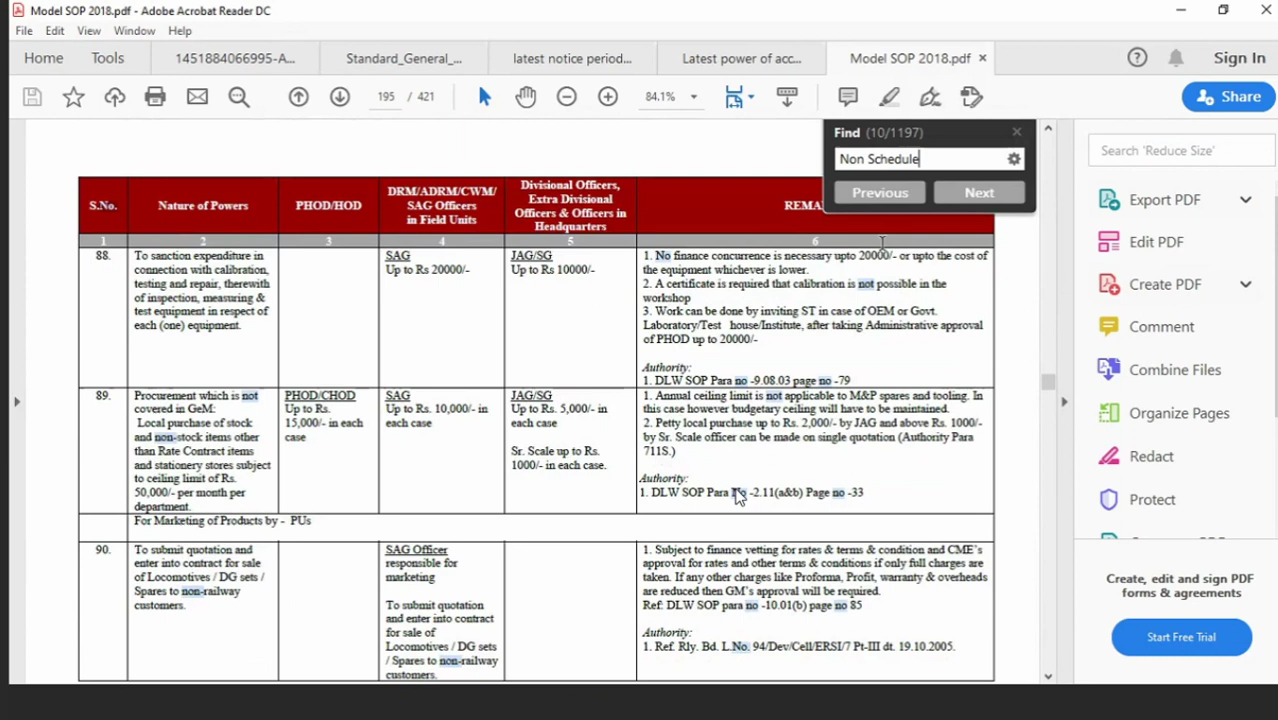 Model SOP 2018.pdf - Adobe Acrobat Reader DC
File Edit View Window Help
Home Tools 1451884066995-A... Standard_General_... latest notice period... Latest power of acc... Model SOP 2018.pdf Sign In
195 / 421 84.1% Share
Find (10/1197)
Non Schedule
Previous Next
Search 'Reduce Size'
Export PDF
Edit PDF
Create PDF
Comment
Combine Files
Organize Pages
Redact
Protect
Create, edit and sign PDF
forms & agreements
Start Free Trial
S.No.
Nature of Powers
PHOD/HOD
DRM/ADRM/CWM/
SAG Officers
in Field Units
Divisional Officers,
Extra Divisional
Officers & Officers in
Headquarters
REMA
1 2 3 4 5 6
88.
To sanction expenditure in
connection with calibration,
testing and repair, therewith
of inspection, measuring &
test equipment in respect of
each (one) equipment.
SAG
Up to Rs 20000/-
JAG/SG
Up to Rs 10000/-
1. No finance concurrence is necessary upto 20000/- or upto the cost of
the equipment whichever is lower.
2. A certificate is required that calibration is not possible in the
workshop
3. Work can be done by inviting ST in case of OEM or Govt.
Laboratory/Test house/Institute, after taking Administrative approval
of PHOD up to 20000/-
Authority:
1. DLW SOP Para no -9.08.03 page no -79
89.
Procurement which is not
covered in GeM:
Local purchase of stock
and non-stock items other
than Rate Contract items
and stationery stores subject
to ceiling limit of Rs.
50,000/- per month per
department.
PHOD/CHOD
Up to Rs.
15,000/- in each
case
SAG
Up to Rs. 10,000/- in
each case
JAG/SG
Up to Rs. 5,000/- in
each case
Sr. Scale up to Rs.
1000/- in each case.
1. Annual ceiling limit is not applicable to M&P spares and tooling. In
this case however budgetary ceiling will have to be maintained.
2. Petty local purchase up to Rs. 2,000/- by JAG and above Rs. 1000/-
by Sr. Scale officer can be made on single quotation (Authority Para
711S.)
Authority:
1. DLW SOP Para No -2.11(a&b) Page no -33
For Marketing of Products by - PUs
90.
To submit quotation and
enter into contract for sale
of Locomotives / DG sets /
Spares to non-railway
customers.
SAG Officer
responsible for
marketing
To submit quotation
and enter into contract
for sale of
Locomotives / DG sets
/ Spares to non-railway
customers.
1. Subject to finance vetting for rates & terms & condition and CME's
approval for rates and other terms & conditions if only full charges are
taken. If any other charges like Proforma, Profit, warranty & overheads
are reduced then GM's approval will be required.
Ref: DLW SOP para no -10.01(b) page no 85
Authority:
1. Ref. Rly. Bd. L.No. 94/Dev/Cell/ERSI/7 Pt-III dt. 19.10.2005.